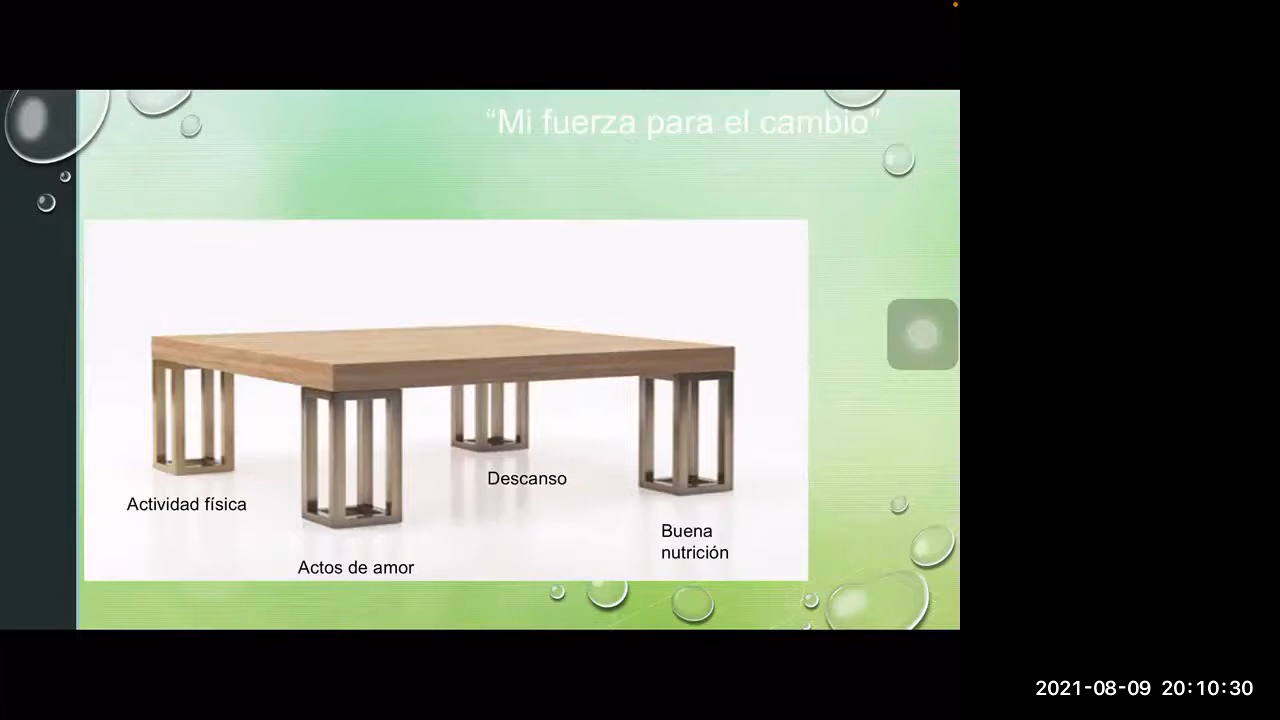 “Mi fuerza para el cambio”
Descanso
Actividad física
Buena
nutrición
Actos de amor
2021-08-09 20:10:30